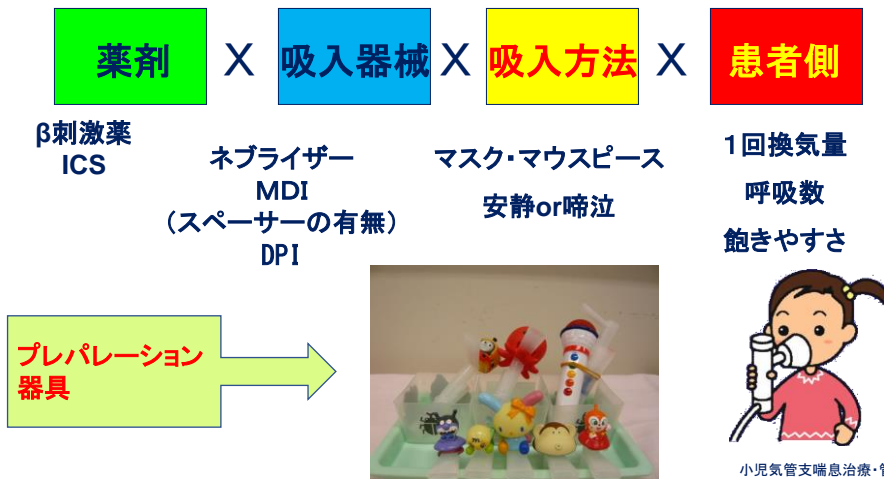 薬剤 X 吸入器械 X 吸入方法 X 患者側
β刺激薬
ICS
ネブライザー
MDI
（スペーサーの有無）
DPI
マスク・マウスピース
安静or啼泣
1回換気量
呼吸数
飽きやすさ
プレパレーション
器具
小児気管支喘息治療・